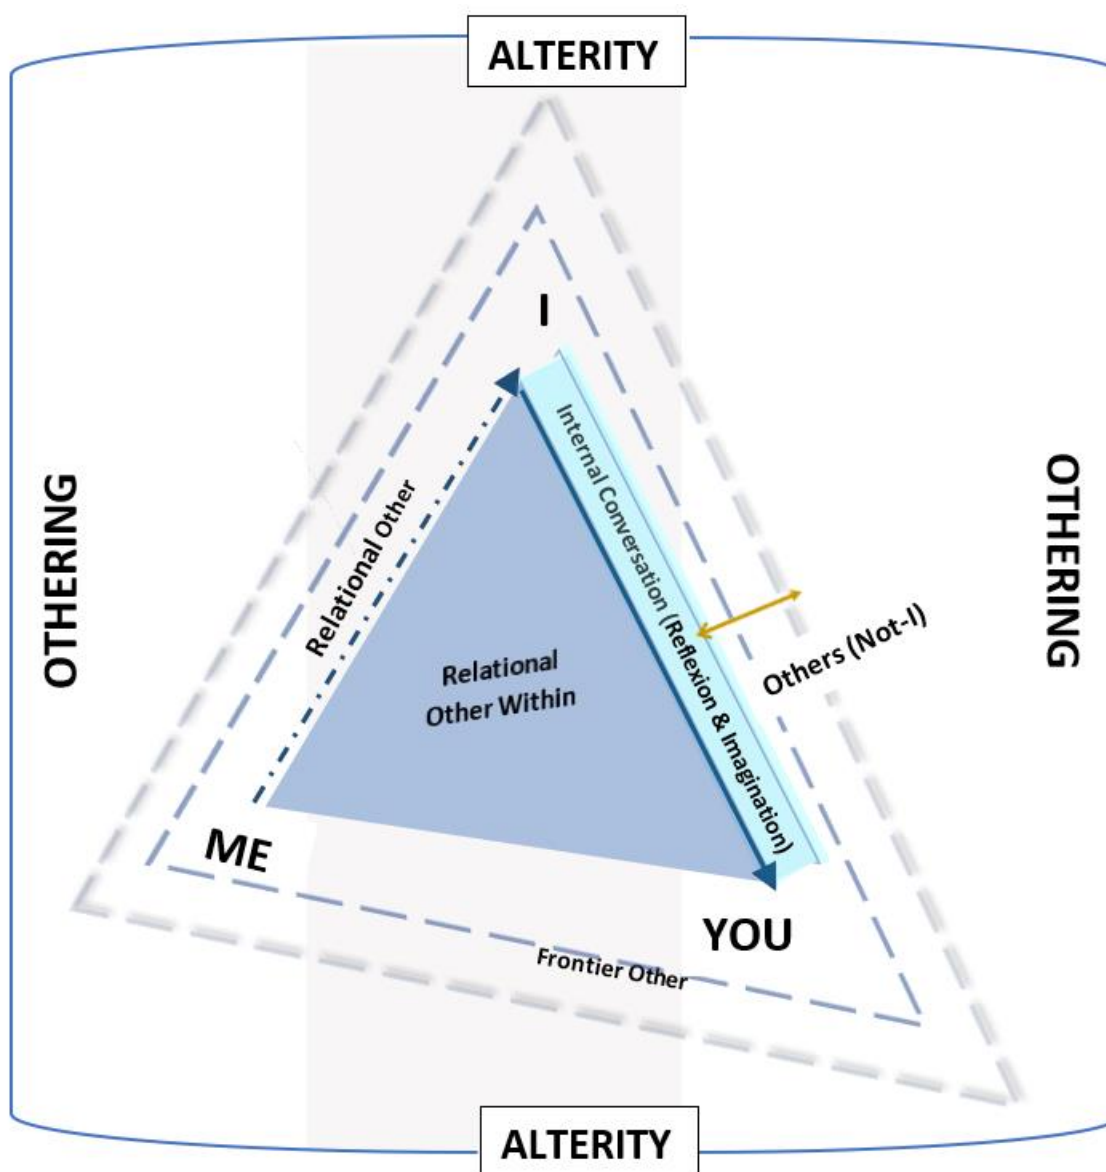 ALTERITY
I
Internal Conversation (Reflexion & Imagination)
Relational Other
OTHERING
OTHERING
Others (Not-I)
Relational
Other Within
ME
YOU
Frontier Other
ALTERITY